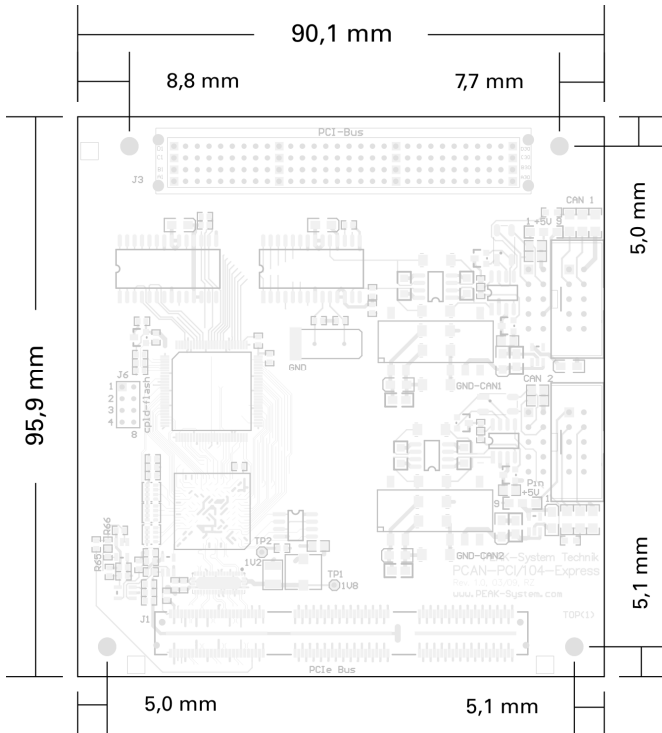 90,1 mm
8,8 mm
7,7 mm
PCI-Bus
J3
CAN 1
1 +5V 9
5,0 mm
95,9 mm
GND
J6
1
2
3
4
8
cpld-flash
GND-CAN1
CAN 2
9
Pin
+5V
1
R66
R65
TP2
1V2
TP1
1V8
GND-CAN2
K-System Technik
PCAN-PCI/104-Express
www.PEAK-System.com
TOP(1)
J1
PCIe Bus
5,1 mm
5,0 mm
5,1 mm